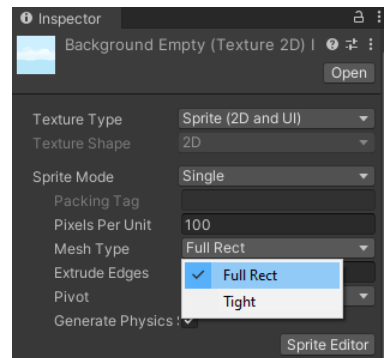 Inspector
Background Empty (Texture 2D) I
Open
Texture Type Sprite (2D and UI)
Texture Shape 2D
Sprite Mode Single
Packing Tag
Pixels Per Unit 100
Mesh Type Full Rect
Extrude Edges
Full Rect
Pivot
Tight
Generate Physics
Sprite Editor